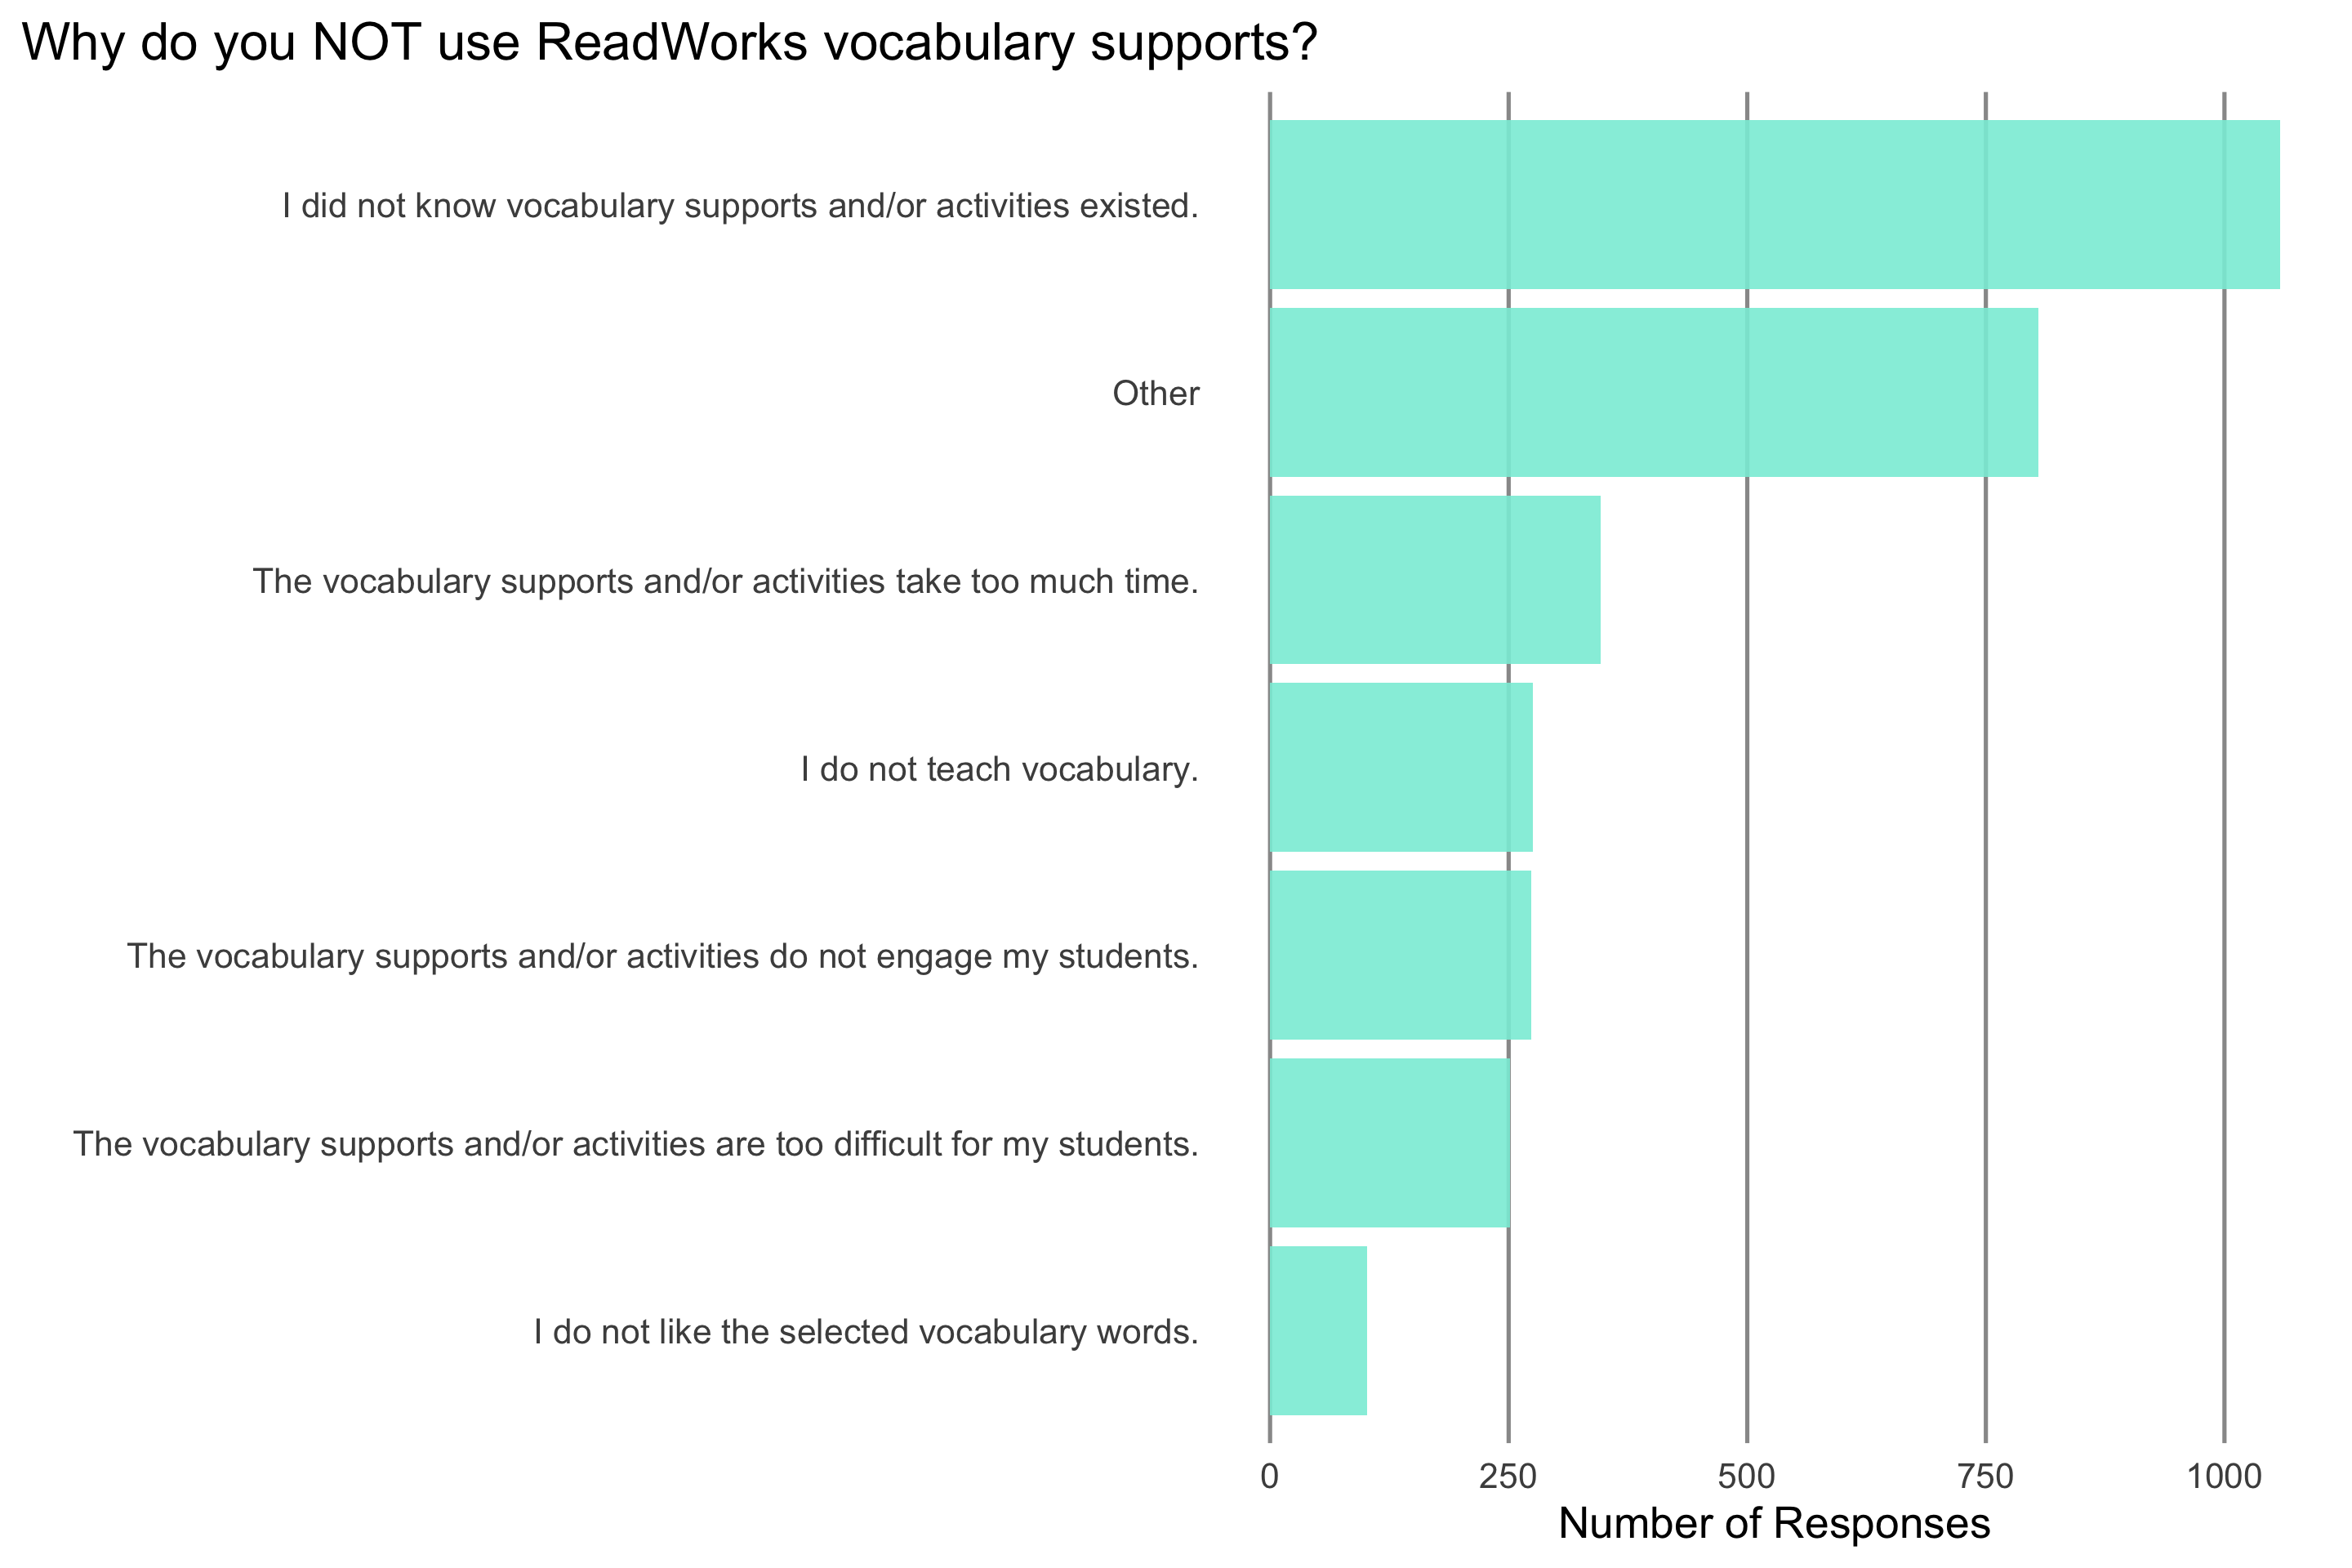 Why do you NOT use ReadWorks vocabulary supports?
I did not know vocabulary supports and/or activities existed.
Other
The vocabulary supports and/or activities take too much time.
I do not teach vocabulary.
The vocabulary supports and/or activities do not engage my students.
The vocabulary supports and/or activities are too difficult for my students.
I do not like the selected vocabulary words.
0 250 500 750 1000
Number of Responses